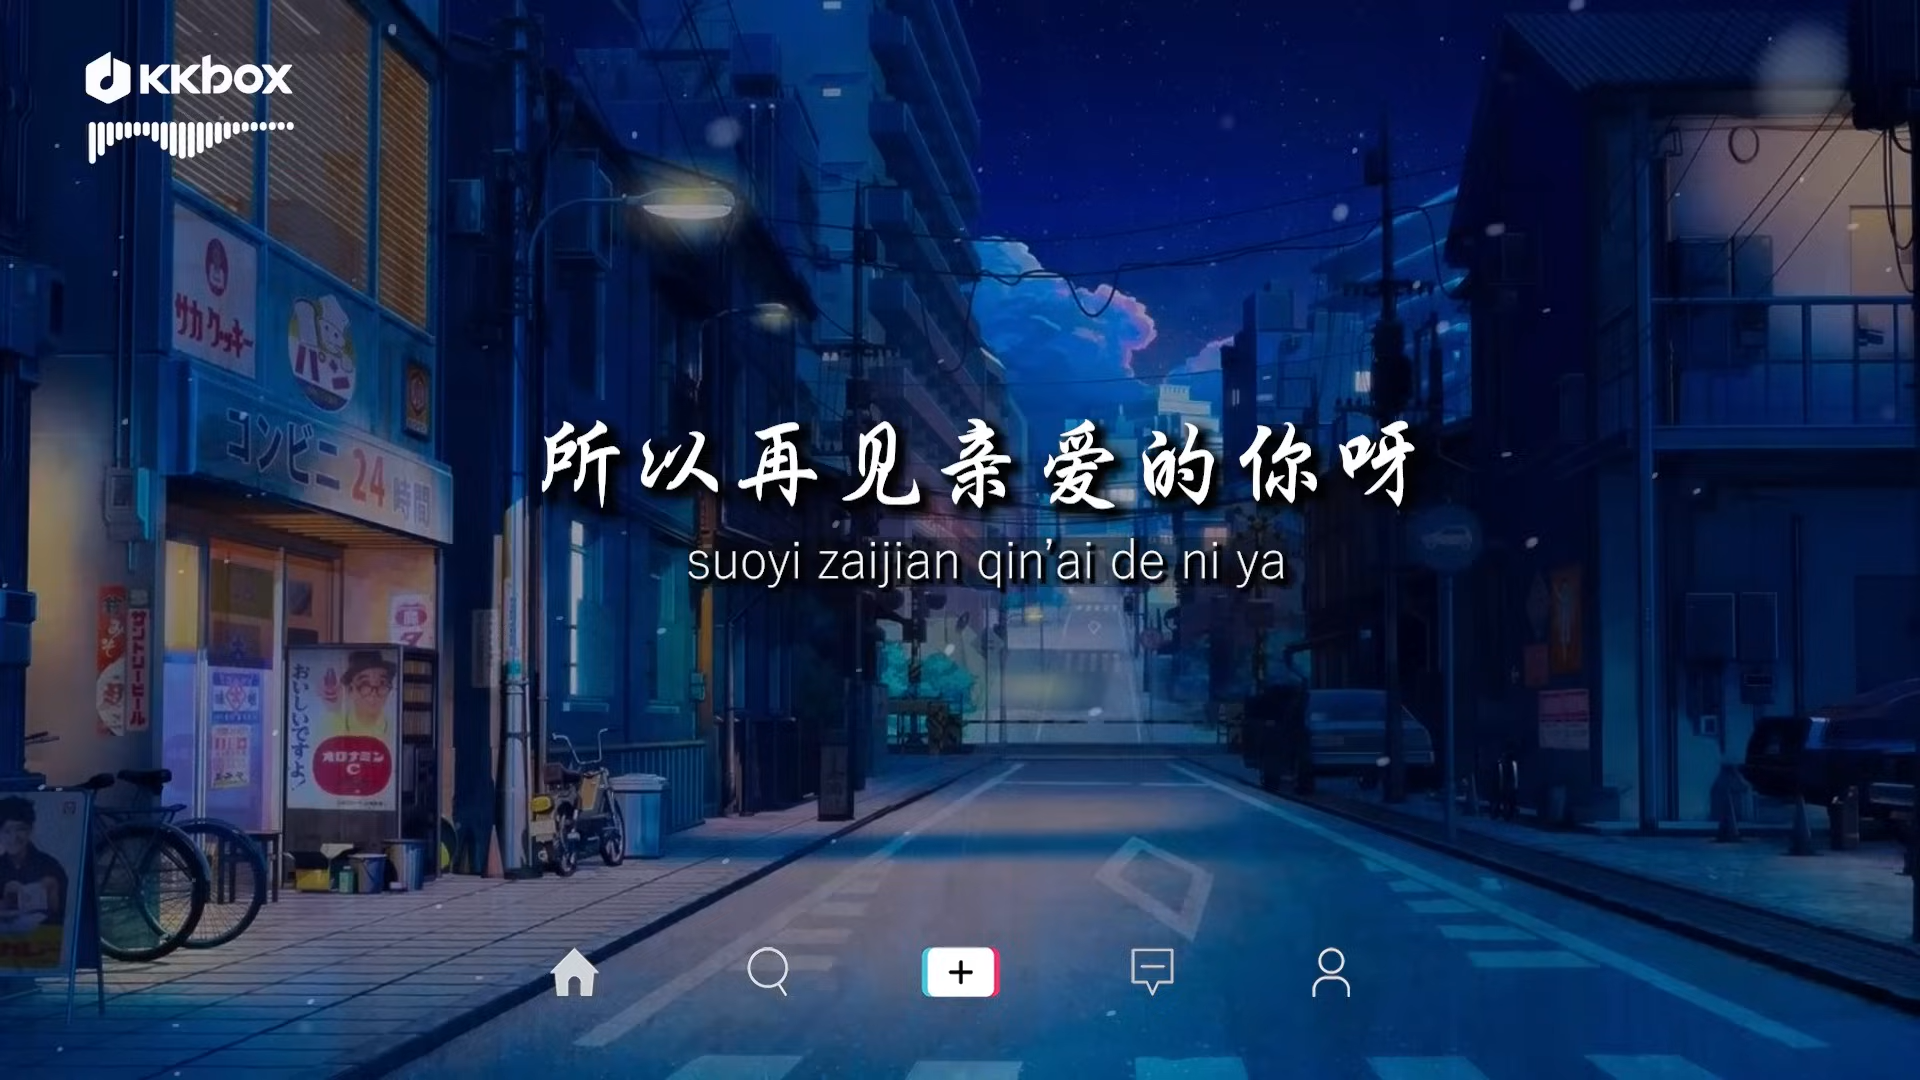 KKBOX
サカクッキー
パン
コンビニ 24 時間
所以再见亲爱的你呀
suoyi zaijian qin'ai de ni ya
サントリービール
おいしいですよ!
オロナミン
C